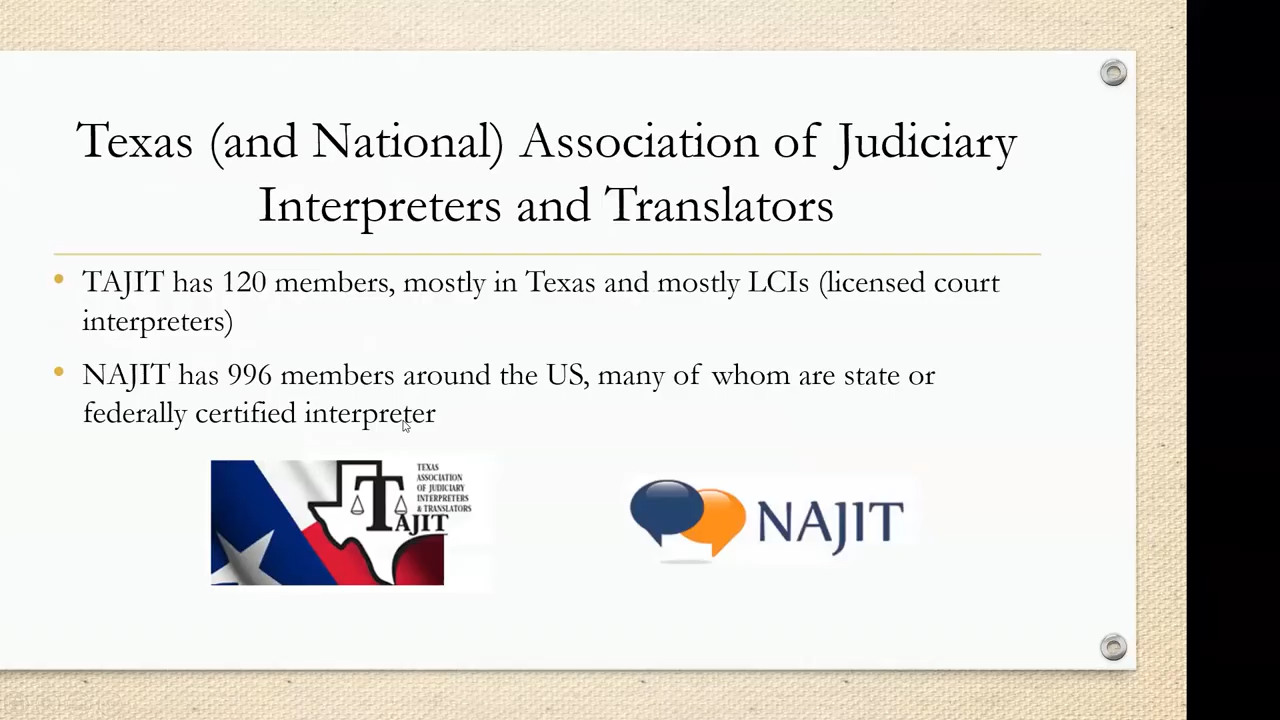 Texas (and National) Association of Judiciary
Interpreters and Translators
• TAJIT has 120 members, mostly in Texas and mostly LCIs (licensed court
interpreters)
• NAJIT has 996 members around the US, many of whom are state or
federally certified interpreter
TEXAS
ASSOCIATION
OF JUDICIARY
INTERPRETERS
& TRANSLATORS
TAJIT
NAJIT